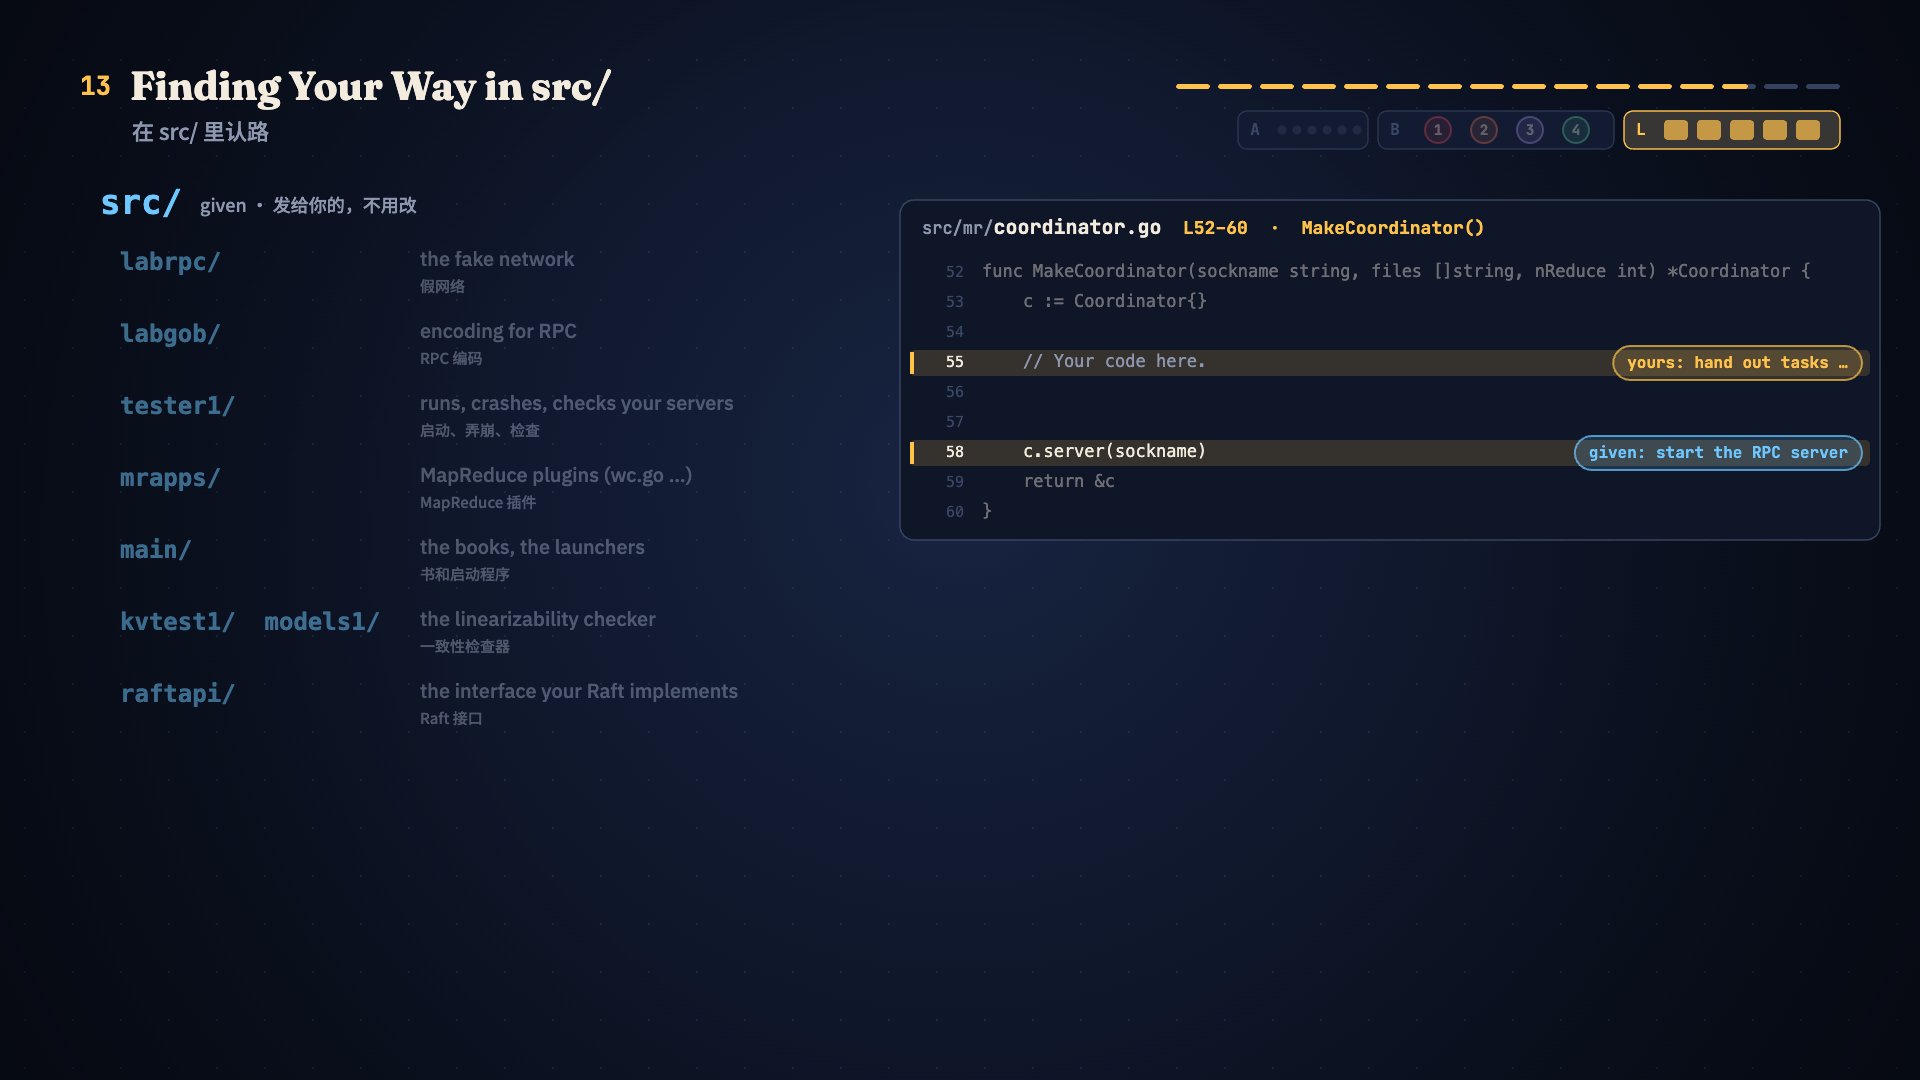 13 Finding Your Way in src/
在 src/ 里认路
A B 1 2 3 4 L
src/ given · 发给你的，不用改
labrpc/ the fake network
假网络
labgob/ encoding for RPC
RPC 编码
tester1/ runs, crashes, checks your servers
启动、弄崩、检查
mrapps/ MapReduce plugins (wc.go ...)
MapReduce 插件
main/ the books, the launchers
书和启动程序
kvtest1/ models1/ the linearizability checker
一致性检查器
raftapi/ the interface your Raft implements
Raft 接口
src/mr/coordinator.go L52-60 · MakeCoordinator()
52 func MakeCoordinator(sockname string, files []string, nReduce int) *Coordinator {
53 c := Coordinator{}
54
55 // Your code here. yours: hand out tasks …
56
57
58 c.server(sockname) given: start the RPC server
59 return &c
60 }